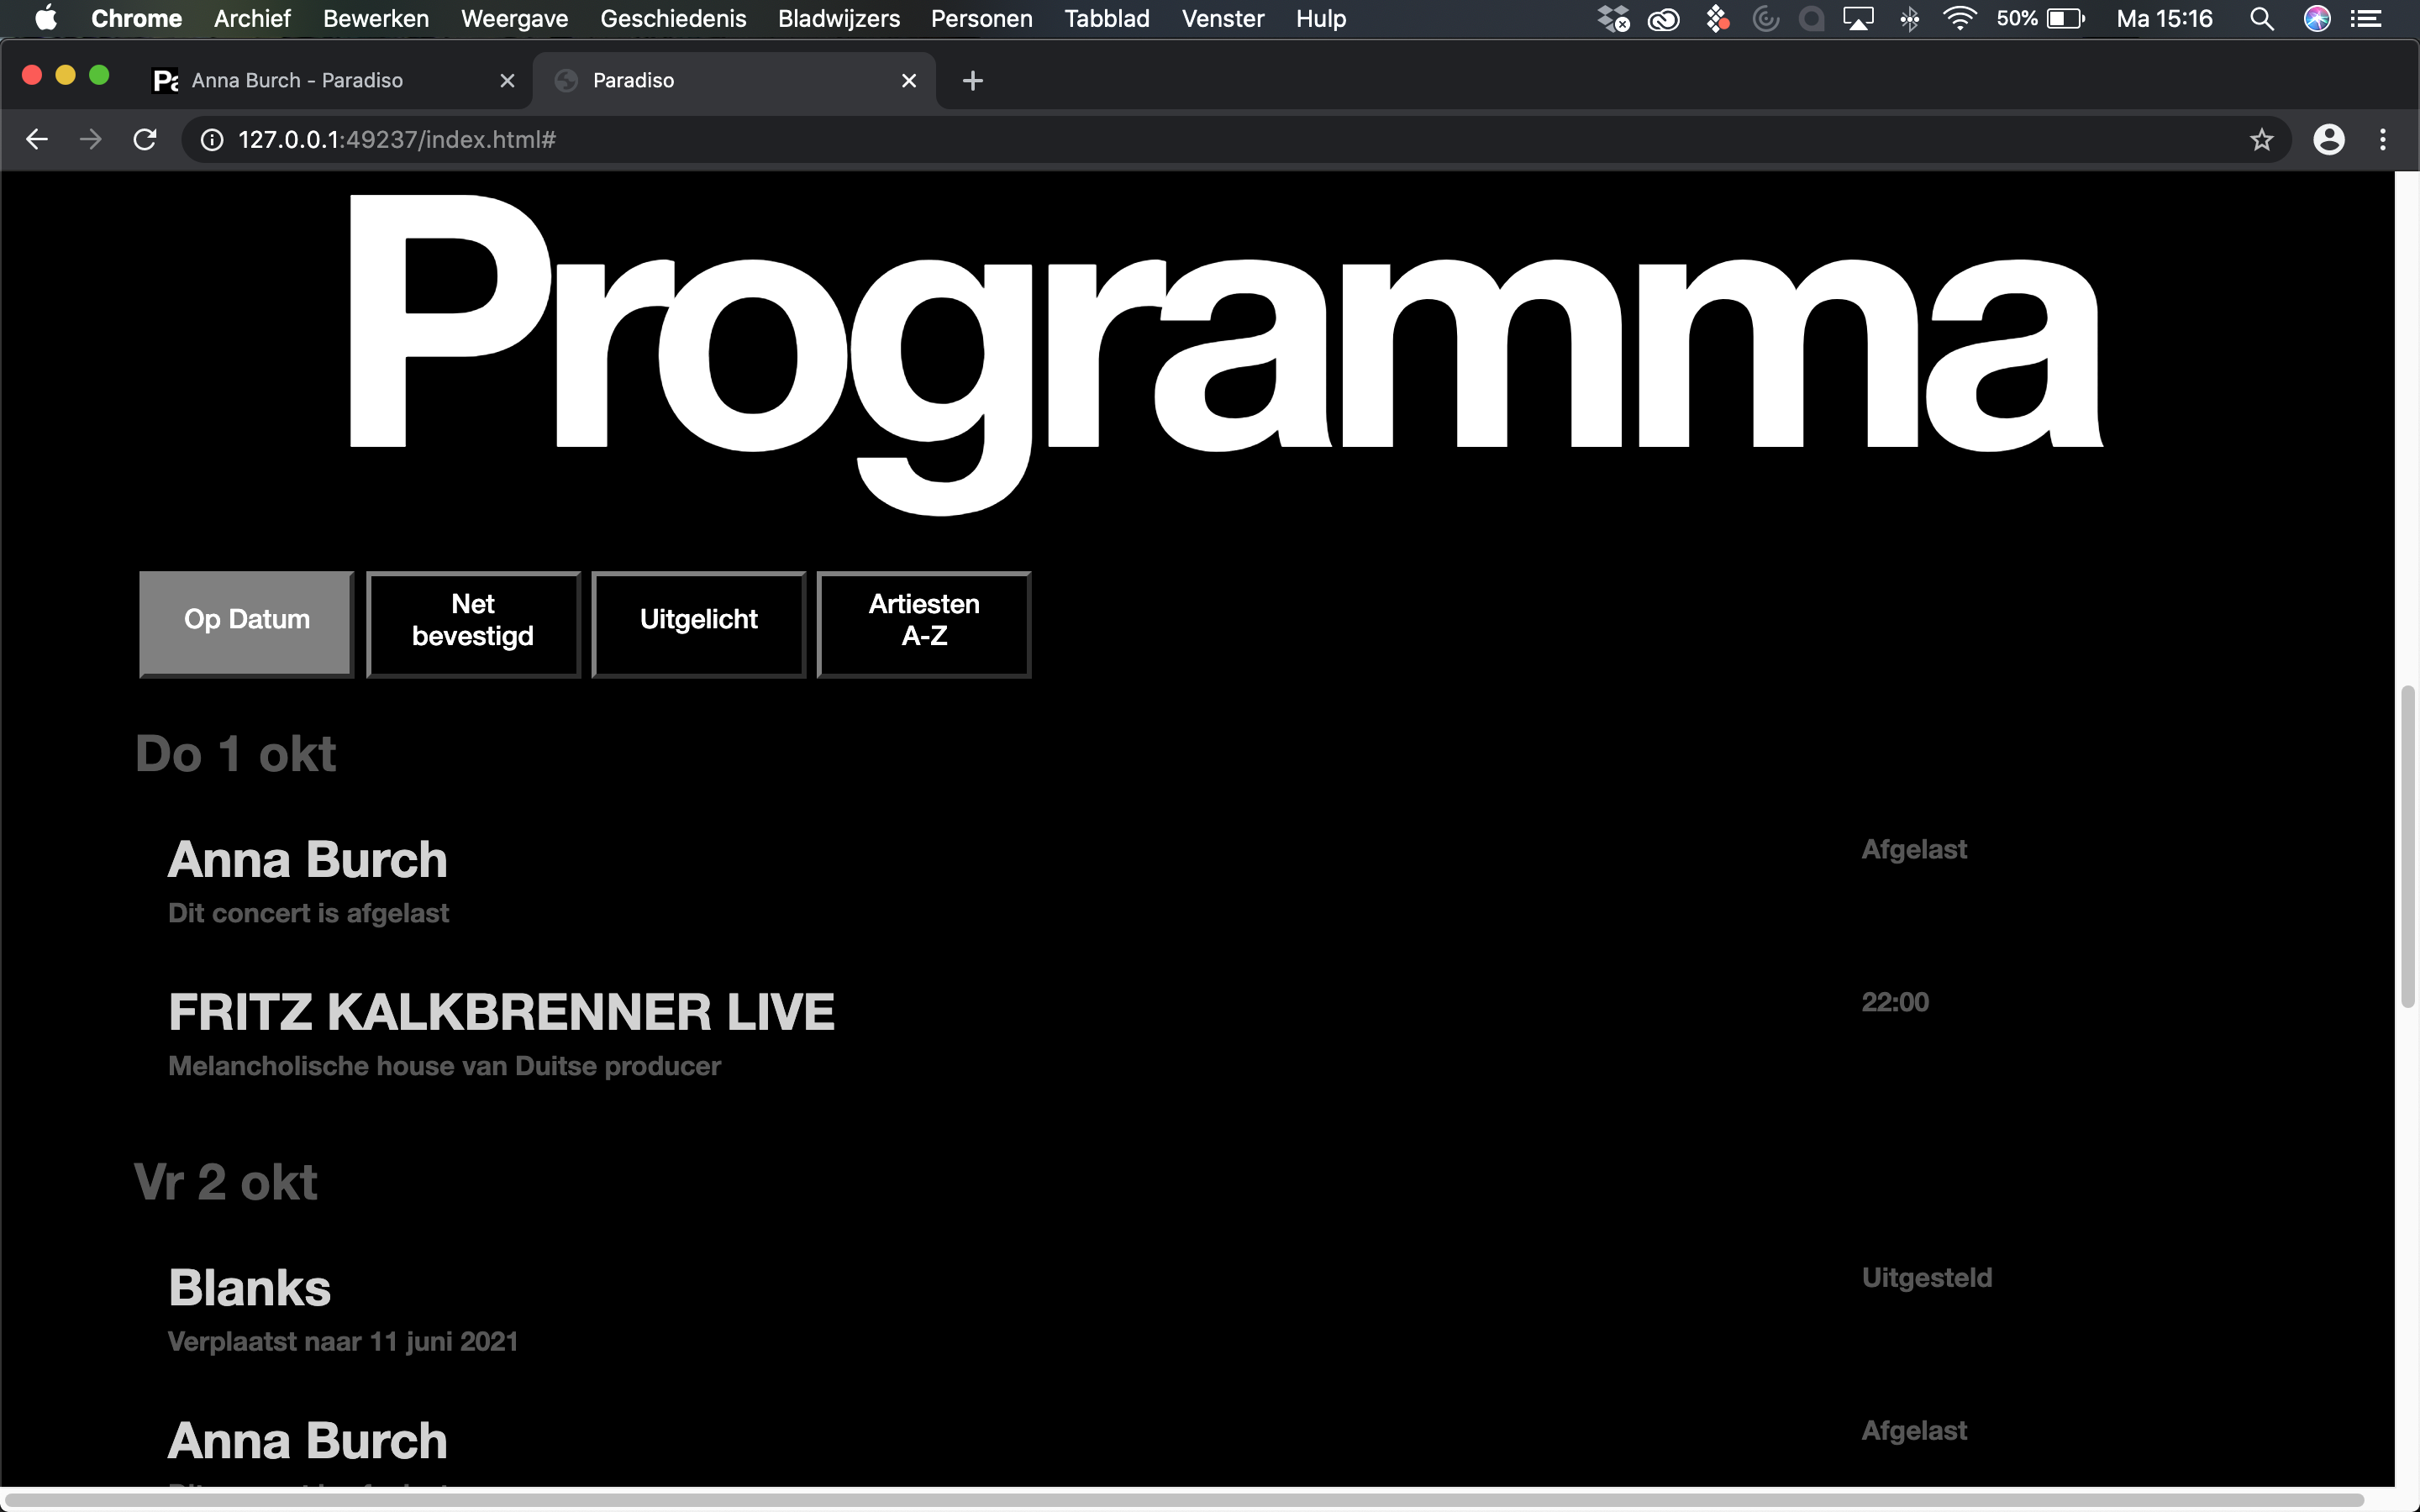 Chrome Archief Bewerken Weergave Geschiedenis Bladwijzers Personen Tabblad Venster Hulp 50% Ma 15:16
Pa Anna Burch - Paradiso Paradiso
127.0.0.1:49237/index.html#
Programma
Op Datum
Net
bevestigd
Uitgelicht
Artiesten
A-Z
Do 1 okt
Anna Burch
Afgelast
Dit concert is afgelast
FRITZ KALKBRENNER LIVE
22:00
Melancholische house van Duitse producer
Vr 2 okt
Blanks
Uitgesteld
Verplaatst naar 11 juni 2021
Anna Burch
Afgelast